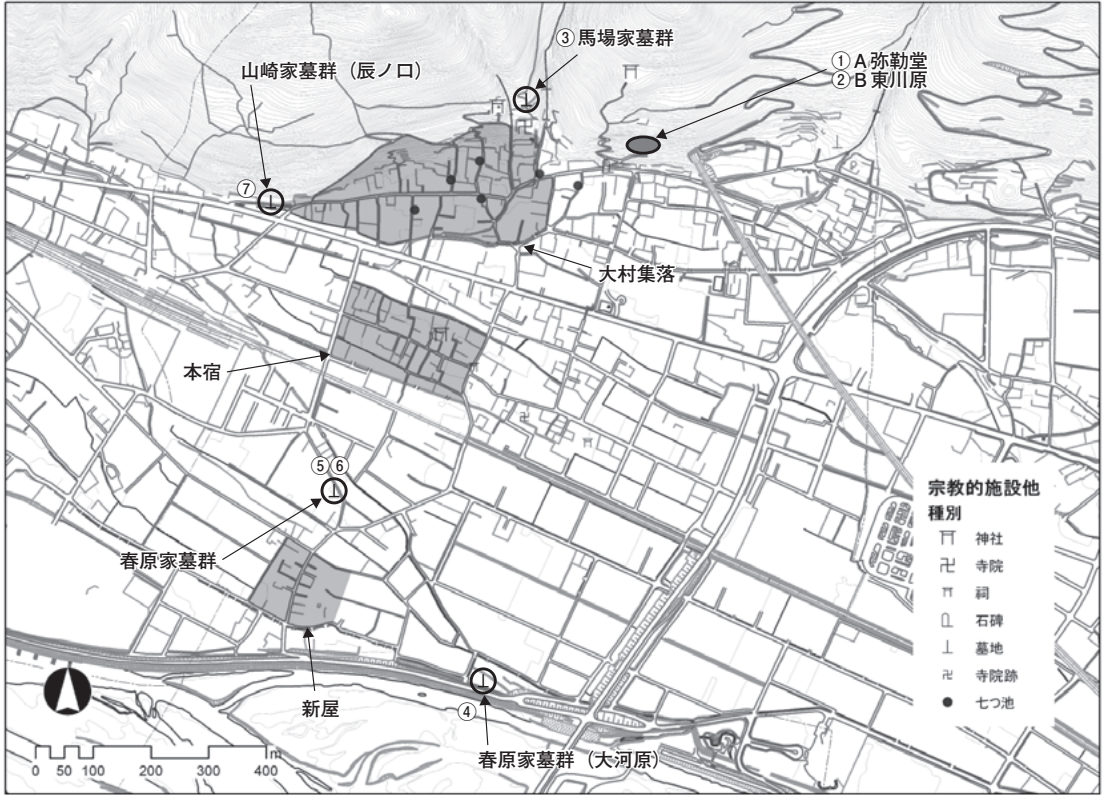 ③馬場家墓群
山崎家墓群（辰ノ口）
①A弥勒堂
②B東川原
⑦
大村集落
本宿
⑤⑥
春原家墓群
宗教的施設他
種別
神社
寺院
祠
石碑
墓地
寺院跡
七つ池
新屋
④
春原家墓群（大河原）
0 50 100 200 300 400 m